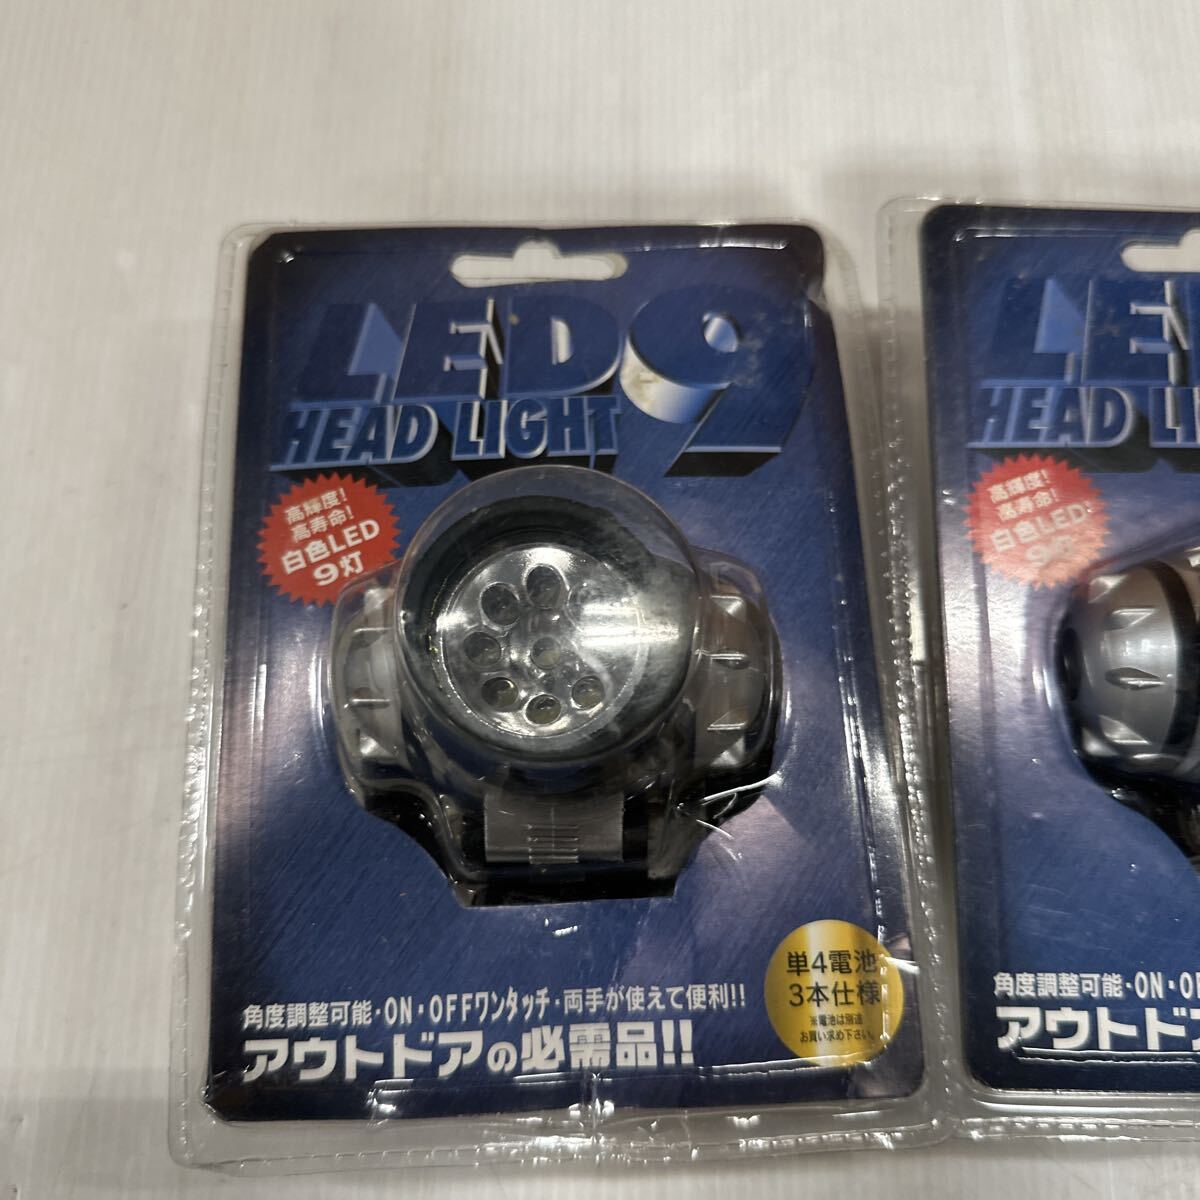 LED9
HEAD LIGHT
高輝度!
高寿命!
白色LED
9灯
単4電池
3本仕様
※電池は別途
お買い求め下さい。
角度調整可能・ON・OFFワンタッチ・両手が使えて便利!!
アウトドアの必需品!!
LE
HEAD LI
高輝度!
高寿命!
白色LED
9灯
角度調整可能・ON・OF
アウトド